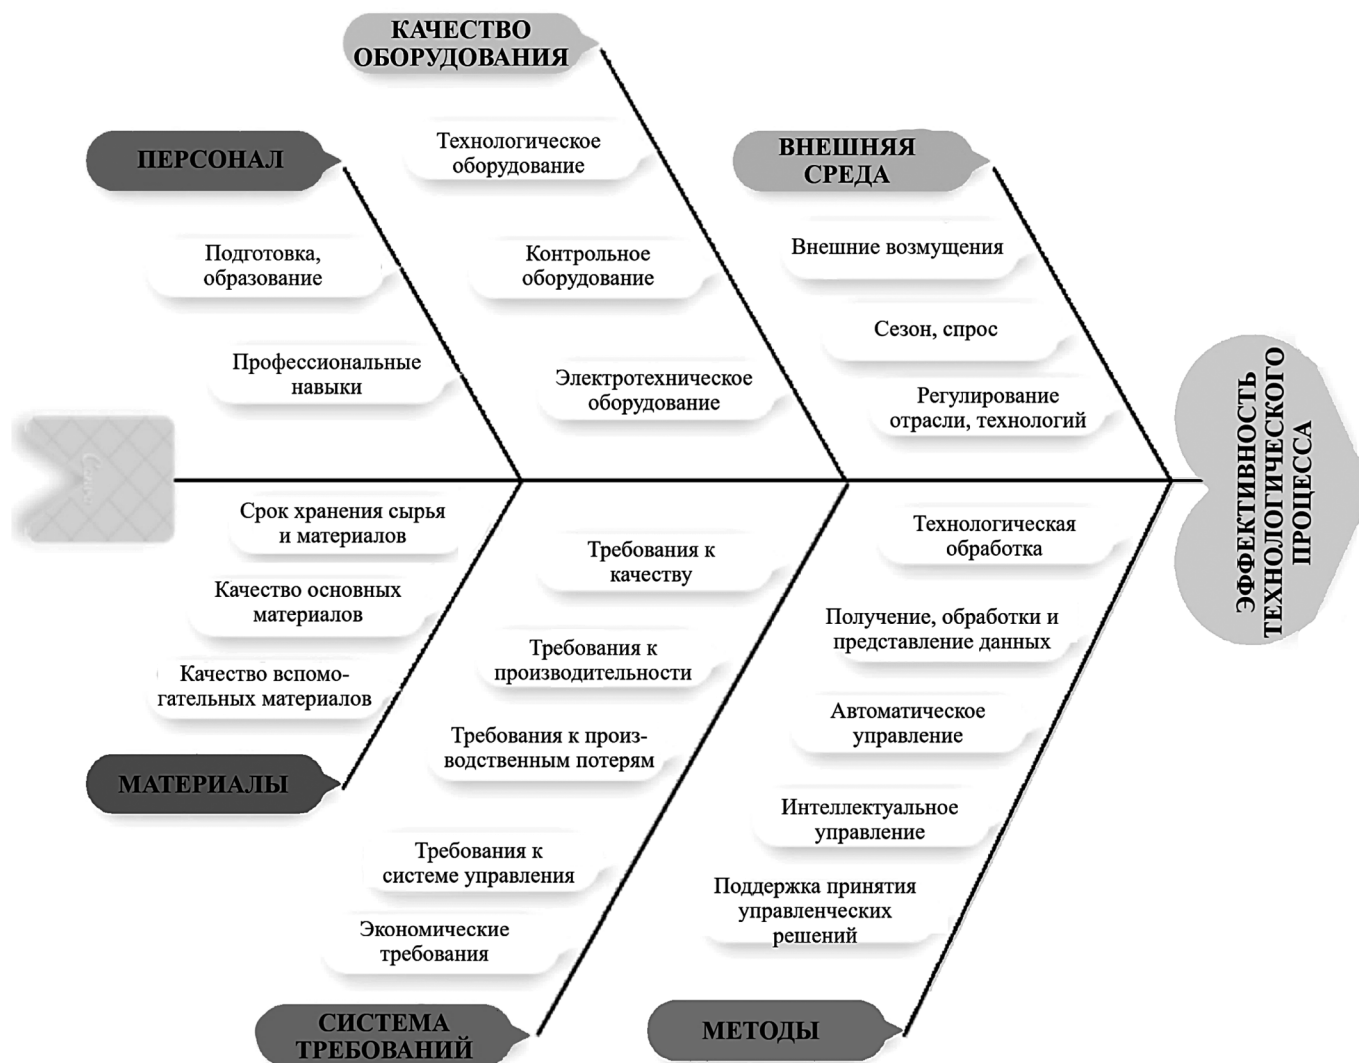 КАЧЕСТВО
ОБОРУДОВАНИЯ
Технологическое
оборудование
Контрольное
оборудование
Электротехническое
оборудование
ПЕРСОНАЛ
Подготовка,
образование
Профессиональные
навыки
ВНЕШНЯЯ
СРЕДА
Внешние возмущения
Сезон, спрос
Регулирование
отрасли, технологий
ЭФФЕКТИВНОСТЬ
ТЕХНОЛОГИЧЕСКОГО
ПРОЦЕССА
Срок хранения сырья
и материалов
Качество основных
материалов
Качество вспомо-
гательных материалов
МАТЕРИАЛЫ
Требования к
качеству
Требования к
производительности
Требования к произ-
водственным потерям
Требования к
системе управления
Экономические
требования
СИСТЕМА
ТРЕБОВАНИЙ
Технологическая
обработка
Получение, обработки и
представление данных
Автоматическое
управление
Интеллектуальное
управление
Поддержка принятия
управленческих
решений
МЕТОДЫ